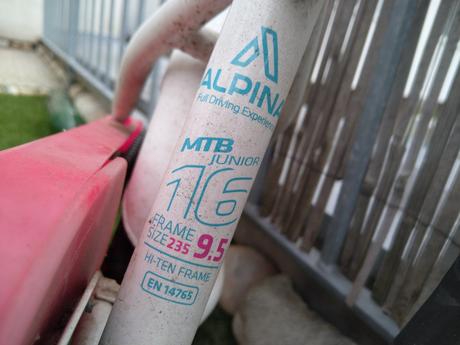 ALPINA
Full Driving Experience
MTB
JUNIOR
16
FRAME
SIZE 235 9.5
HI-TEN FRAME
EN 14765